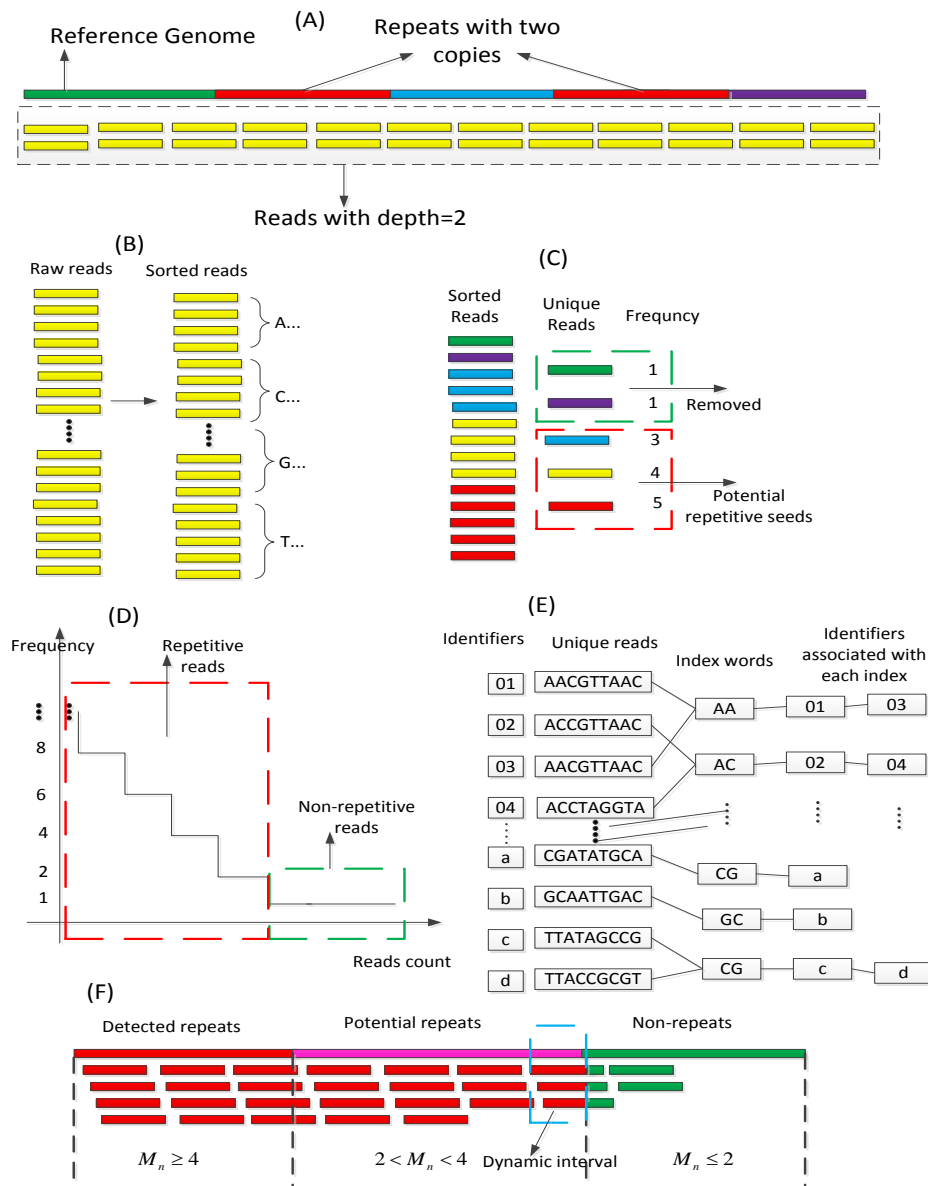 (A)
Reference Genome
Repeats with two
copies
Reads with depth=2
(B)
Raw reads
Sorted reads
A...
C...
G...
T...
(C)
Sorted
Reads
Unique
Reads
Frequncy
1
1
Removed
3
4
5
Potential
repetitive seeds
(D)
Frequency
Repetitive
reads
8
6
4
2
1
Non-repetitive
reads
Reads count
(E)
Identifiers
Unique reads
Index words
Identifiers
associated with
each index
01
AACGTTAAC
AA
01
03
02
ACCGTTAAC
03
AACGTTAAC
AC
02
04
04
ACCTAGGTA
a
CGATATGCA
CG
a
b
GCAATTGAC
GC
b
c
TTATAGCCG
CG
c
d
d
TTACCGCGT
(F)
Detected repeats
Potential repeats
Non-repeats
Mn ≥ 4
2 < Mn < 4
Dynamic interval
Mn ≤ 2